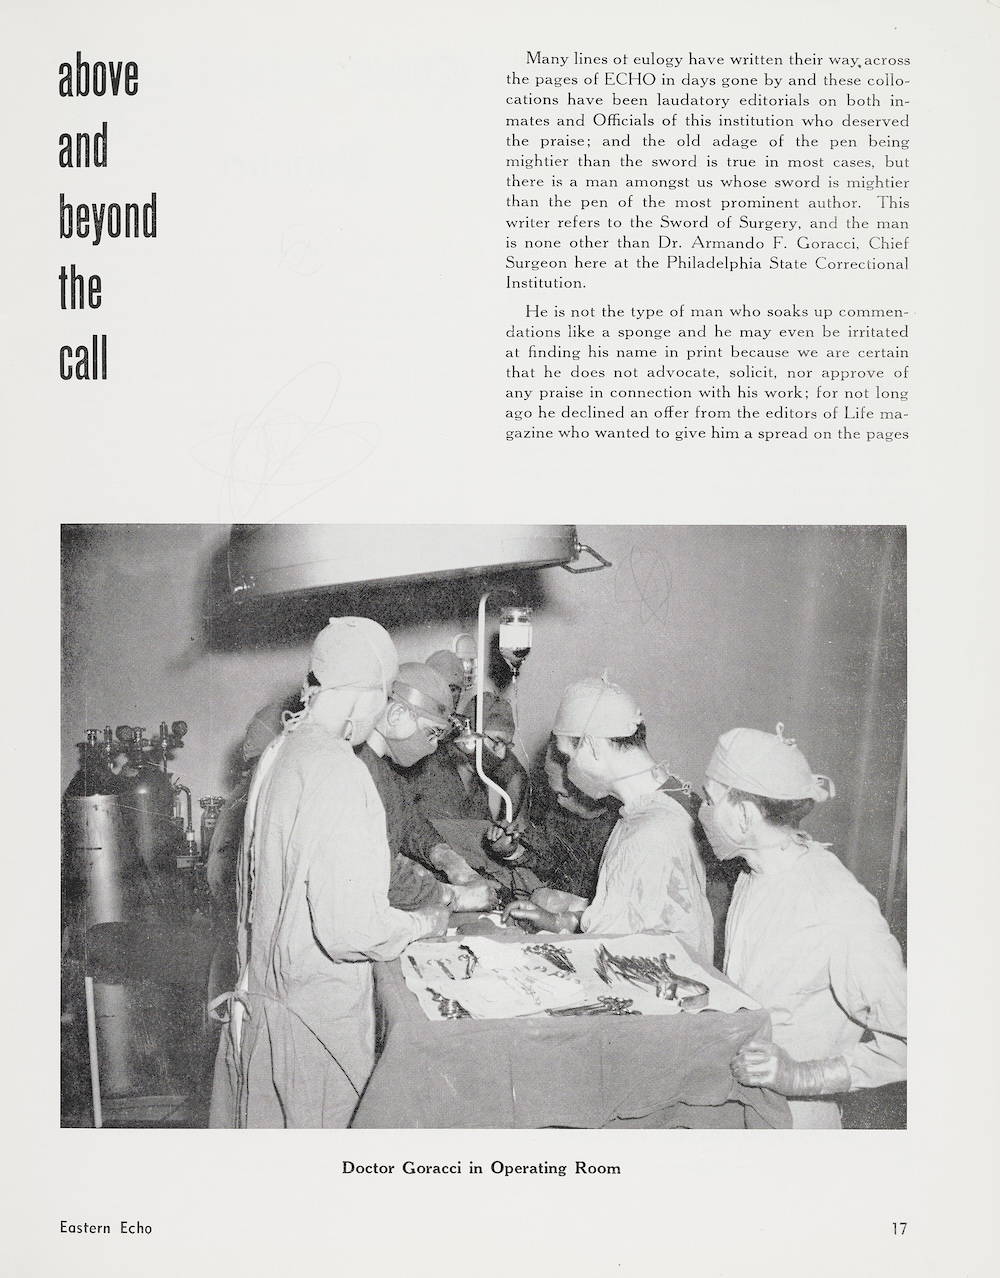 above
and
beyond
the
call
Many lines of eulogy have written their way across
the pages of ECHO in days gone by and these collo-
cations have been laudatory editorials on both in-
mates and Officials of this institution who deserved
the praise; and the old adage of the pen being
mightier than the sword is true in most cases, but
there is a man amongst us whose sword is mightier
than the pen of the most prominent author. This
writer refers to the Sword of Surgery, and the man
is none other than Dr. Armando F. Goracci, Chief
Surgeon here at the Philadelphia State Correctional
Institution.
He is not the type of man who soaks up commen-
dations like a sponge and he may even be irritated
at finding his name in print because we are certain
that he does not advocate, solicit, nor approve of
any praise in connection with his work; for not long
ago he declined an offer from the editors of Life ma-
gazine who wanted to give him a spread on the pages
Doctor Goracci in Operating Room
Eastern Echo
17